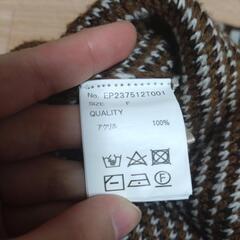 No. EP237512T001
SIZE F
QUALITY
アクリル 100%